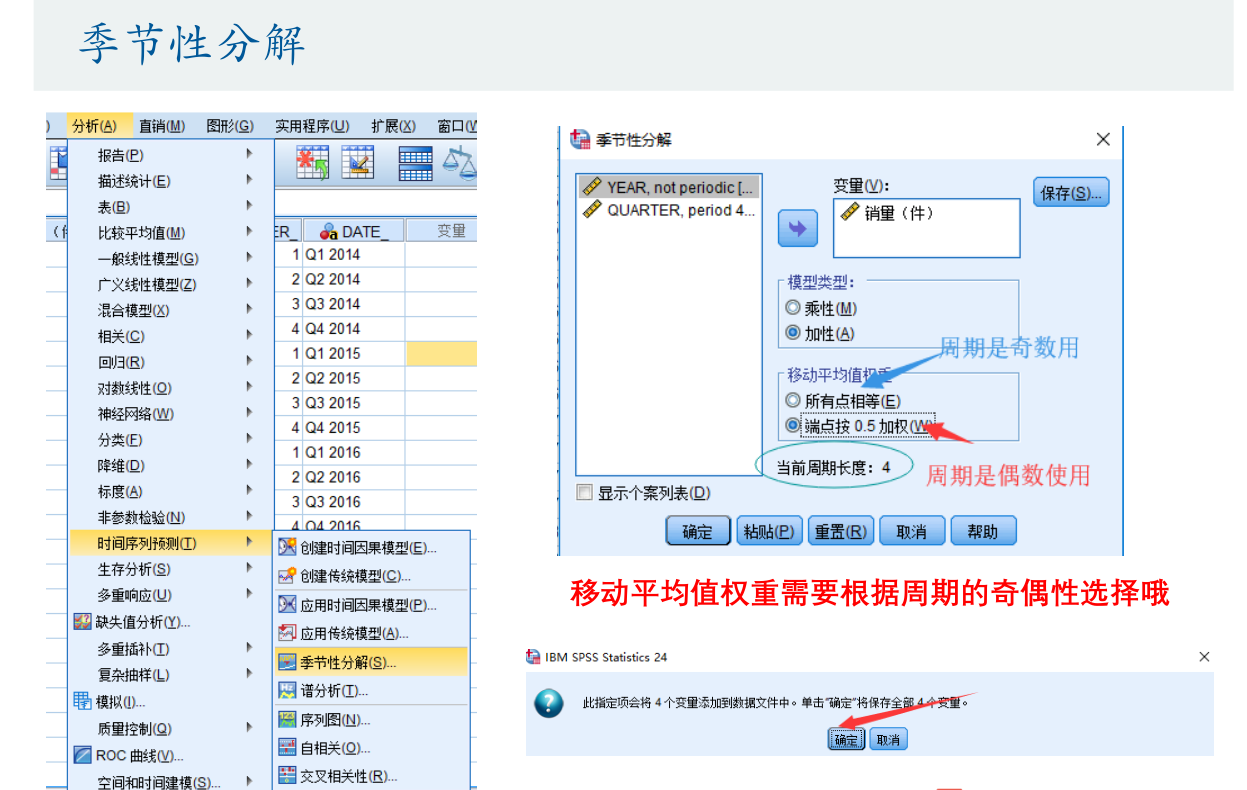 季节性分解
分析(A) 直销(M) 图形(G) 实用程序(U) 扩展(X) 窗口(W
报告(P)
描述统计(E)
表(B)
比较平均值(M)
一般线性模型(G)
广义线性模型(Z)
混合模型(X)
相关(C)
回归(R)
对数线性(O)
神经网络(W)
分类(F)
降维(D)
标度(A)
非参数检验(N)
时间序列预测(T)
生存分析(S)
多重响应(U)
缺失值分析(Y)...
多重插补(T)
复杂抽样(L)
模拟(I)...
质量控制(Q)
ROC 曲线(V)...
空间和时间建模(S)...
ER_ DATE_ 变量
1 Q1 2014
2 Q2 2014
3 Q3 2014
4 Q4 2014
1 Q1 2015
2 Q2 2015
3 Q3 2015
4 Q4 2015
1 Q1 2016
2 Q2 2016
3 Q3 2016
4 Q4 2016
创建时间因果模型(E)...
创建传统模型(C)...
应用时间因果模型(P)...
应用传统模型(A)...
季节性分解(S)...
谱分析(T)...
序列图(N)...
自相关(O)...
交叉相关性(R)...
季节性分解
YEAR, not periodic [...
QUARTER, period 4...
变量(V):
销量（件）
保存(S)...
模型类型:
乘性(M)
加性(A)
周期是奇数用
移动平均值权重
所有点相等(E)
端点按 0.5 加权(W)
当前周期长度: 4
周期是偶数使用
显示个案列表(D)
确定 粘贴(P) 重置(R) 取消 帮助
移动平均值权重需要根据周期的奇偶性选择哦
IBM SPSS Statistics 24
此指定项会将 4 个变量添加到数据文件中。单击“确定”将保存全部 4 个变量。
确定 取消